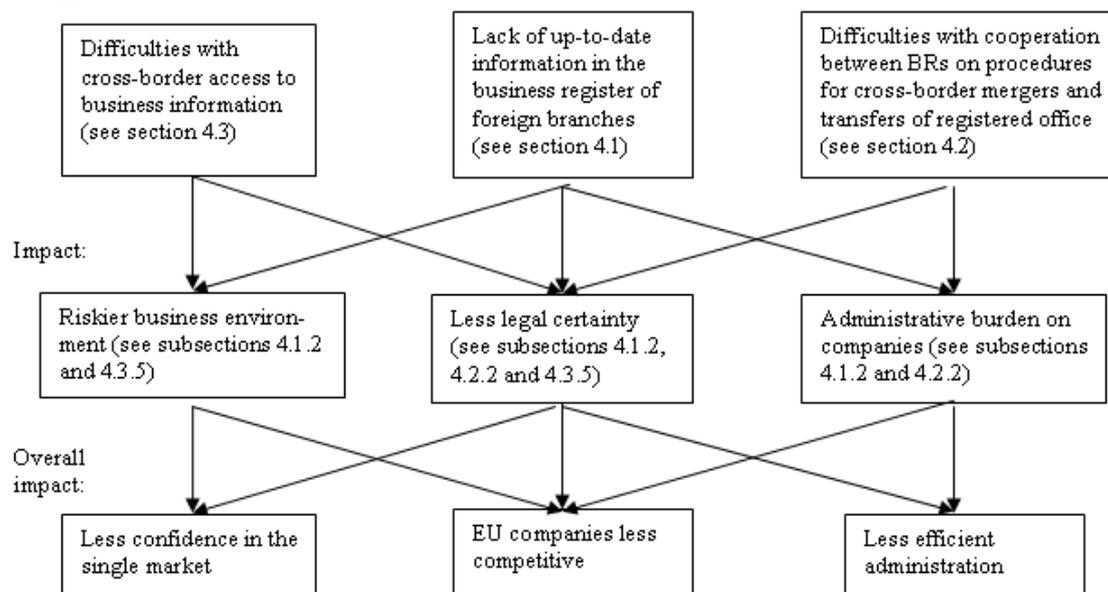 Difficulties with
cross-border access to
business information
(see section 4.3)
Lack of up-to-date
information in the
business register of
foreign branches
(see section 4.1)
Difficulties with cooperation
between BRs on procedures
for cross-border mergers and
transfers of registered office
(see section 4.2)
Impact:
Riskier business environ-
ment (see subsections 4.1.2
and 4.3.5)
Less legal certainty
(see subsections 4.1.2,
4.2.2 and 4.3.5)
Administrative burden on
companies (see subsections
4.1.2 and 4.2.2)
Overall
impact:
Less confidence in the
single market
EU companies less
competitive
Less efficient
administration